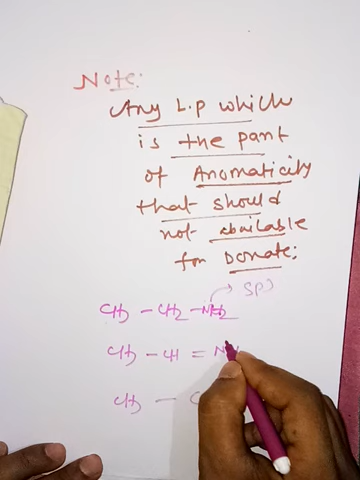 Note:
Any L.p which
is the part
of Aromaticity
that should
not available
for Donate;
SP3
CH3 - CH2 - NH2
CH3 - CH =
CH3 -